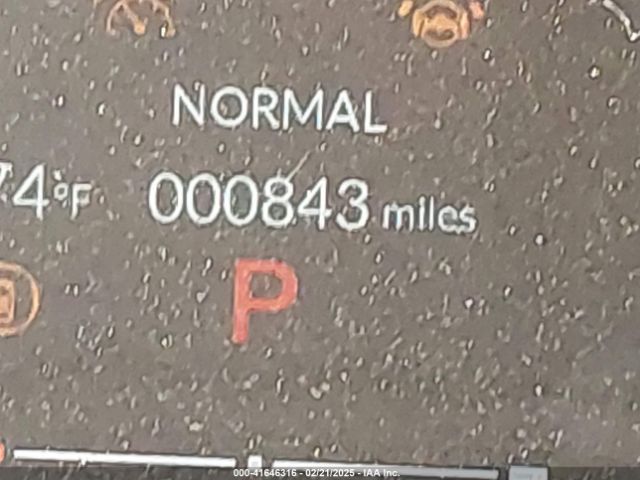 NORMAL
74°F 000843 miles
P
000-41646316 - 02/21/2025 - IAA Inc.